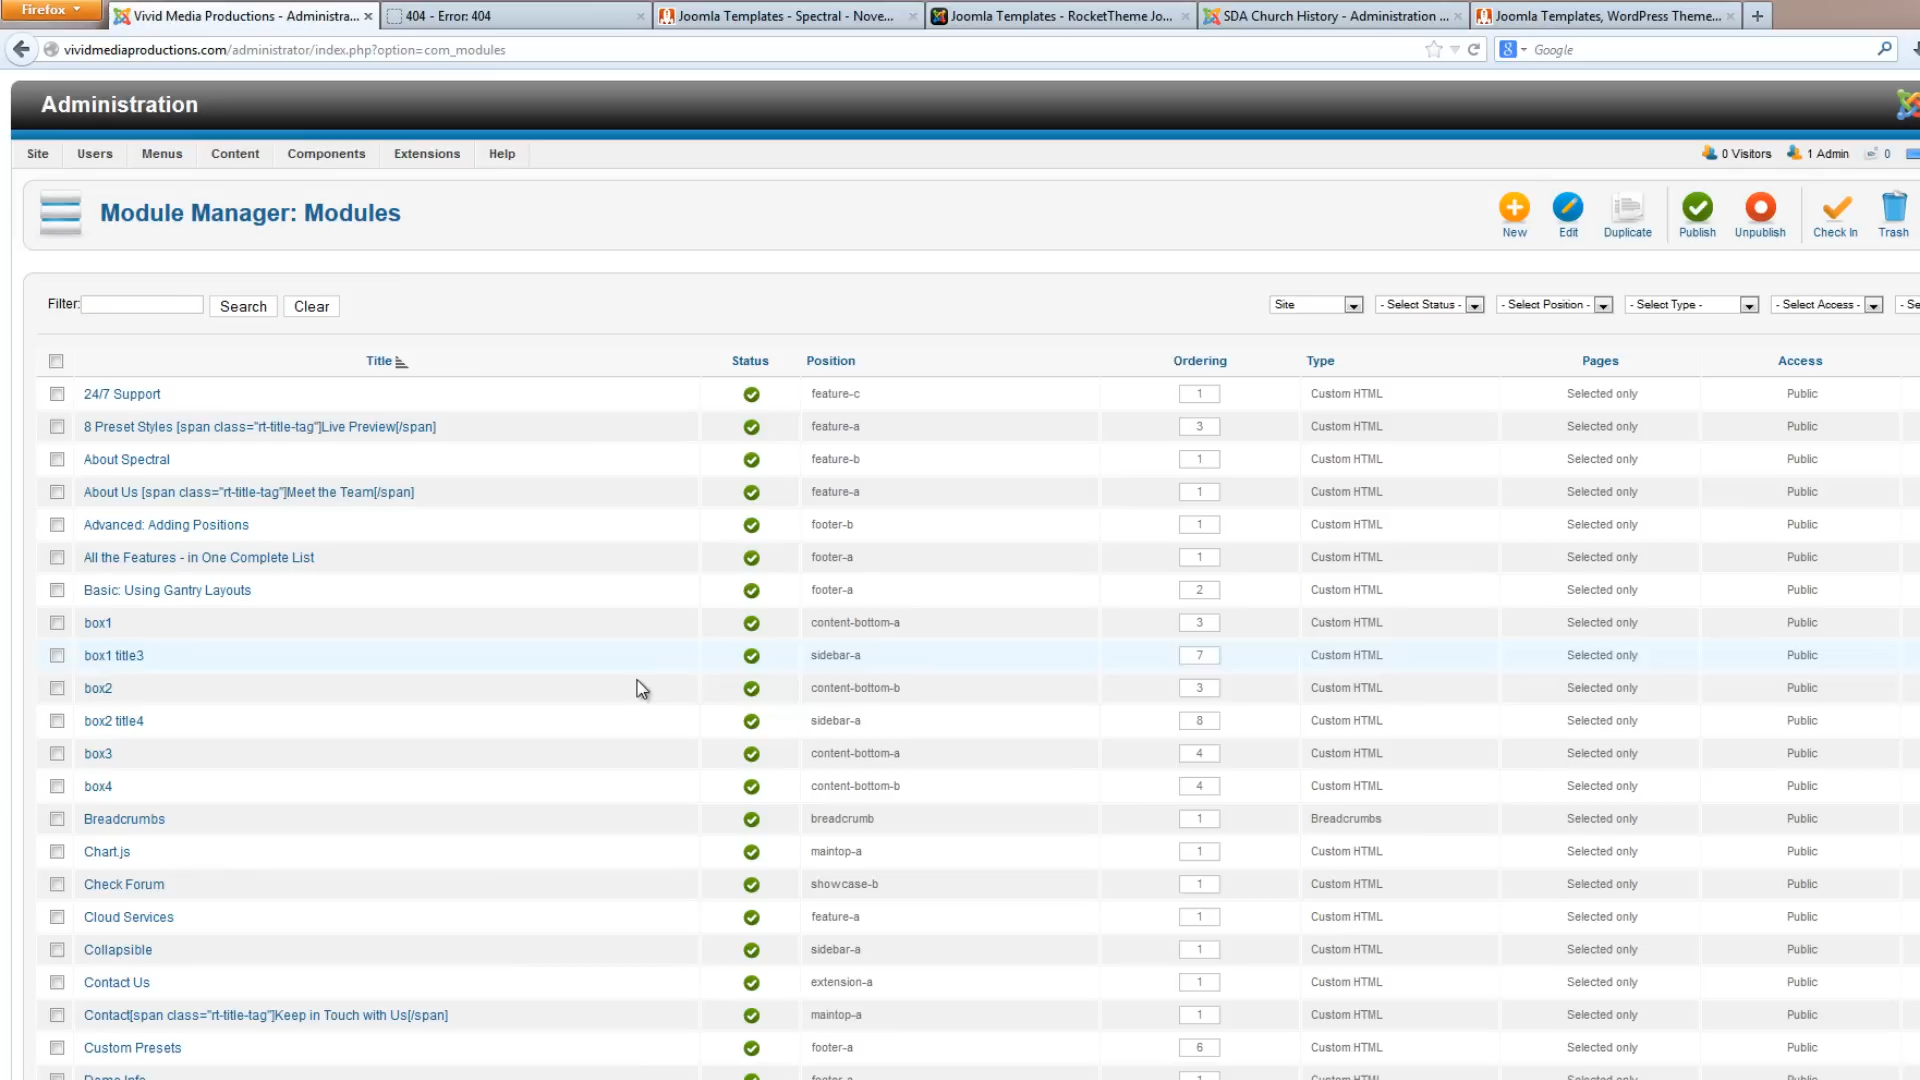 Firefox
Vivid Media Productions - Administra...
404 - Error: 404
Joomla Templates - Spectral - Nove...
Joomla Templates - RocketTheme Jo...
SDA Church History - Administration ...
Joomla Templates, WordPress Theme...
vividmediaproductions.com/administrator/index.php?option=com_modules
Google
Administration
Site Users Menus Content Components Extensions Help
0 Visitors 1 Admin 0
Module Manager: Modules
New Edit Duplicate Publish Unpublish Check In Trash
Filter: Search Clear
Site - Select Status - - Select Position - - Select Type - - Select Access - - Se
Title Status Position Ordering Type Pages Access
24/7 Support feature-c 1 Custom HTML Selected only Public
8 Preset Styles [span class="rt-title-tag"]Live Preview[/span] feature-a 3 Custom HTML Selected only Public
About Spectral feature-b 1 Custom HTML Selected only Public
About Us [span class="rt-title-tag"]Meet the Team[/span] feature-a 1 Custom HTML Selected only Public
Advanced: Adding Positions footer-b 1 Custom HTML Selected only Public
All the Features - in One Complete List footer-a 1 Custom HTML Selected only Public
Basic: Using Gantry Layouts footer-a 2 Custom HTML Selected only Public
box1 content-bottom-a 3 Custom HTML Selected only Public
box1 title3 sidebar-a 7 Custom HTML Selected only Public
box2 content-bottom-b 3 Custom HTML Selected only Public
box2 title4 sidebar-a 8 Custom HTML Selected only Public
box3 content-bottom-a 4 Custom HTML Selected only Public
box4 content-bottom-b 4 Custom HTML Selected only Public
Breadcrumbs breadcrumb 1 Breadcrumbs Selected only Public
Chart.js maintop-a 1 Custom HTML Selected only Public
Check Forum showcase-b 1 Custom HTML Selected only Public
Cloud Services feature-a 1 Custom HTML Selected only Public
Collapsible sidebar-a 1 Custom HTML Selected only Public
Contact Us extension-a 1 Custom HTML Selected only Public
Contact[span class="rt-title-tag"]Keep in Touch with Us[/span] maintop-a 1 Custom HTML Selected only Public
Custom Presets footer-a 6 Custom HTML Selected only Public